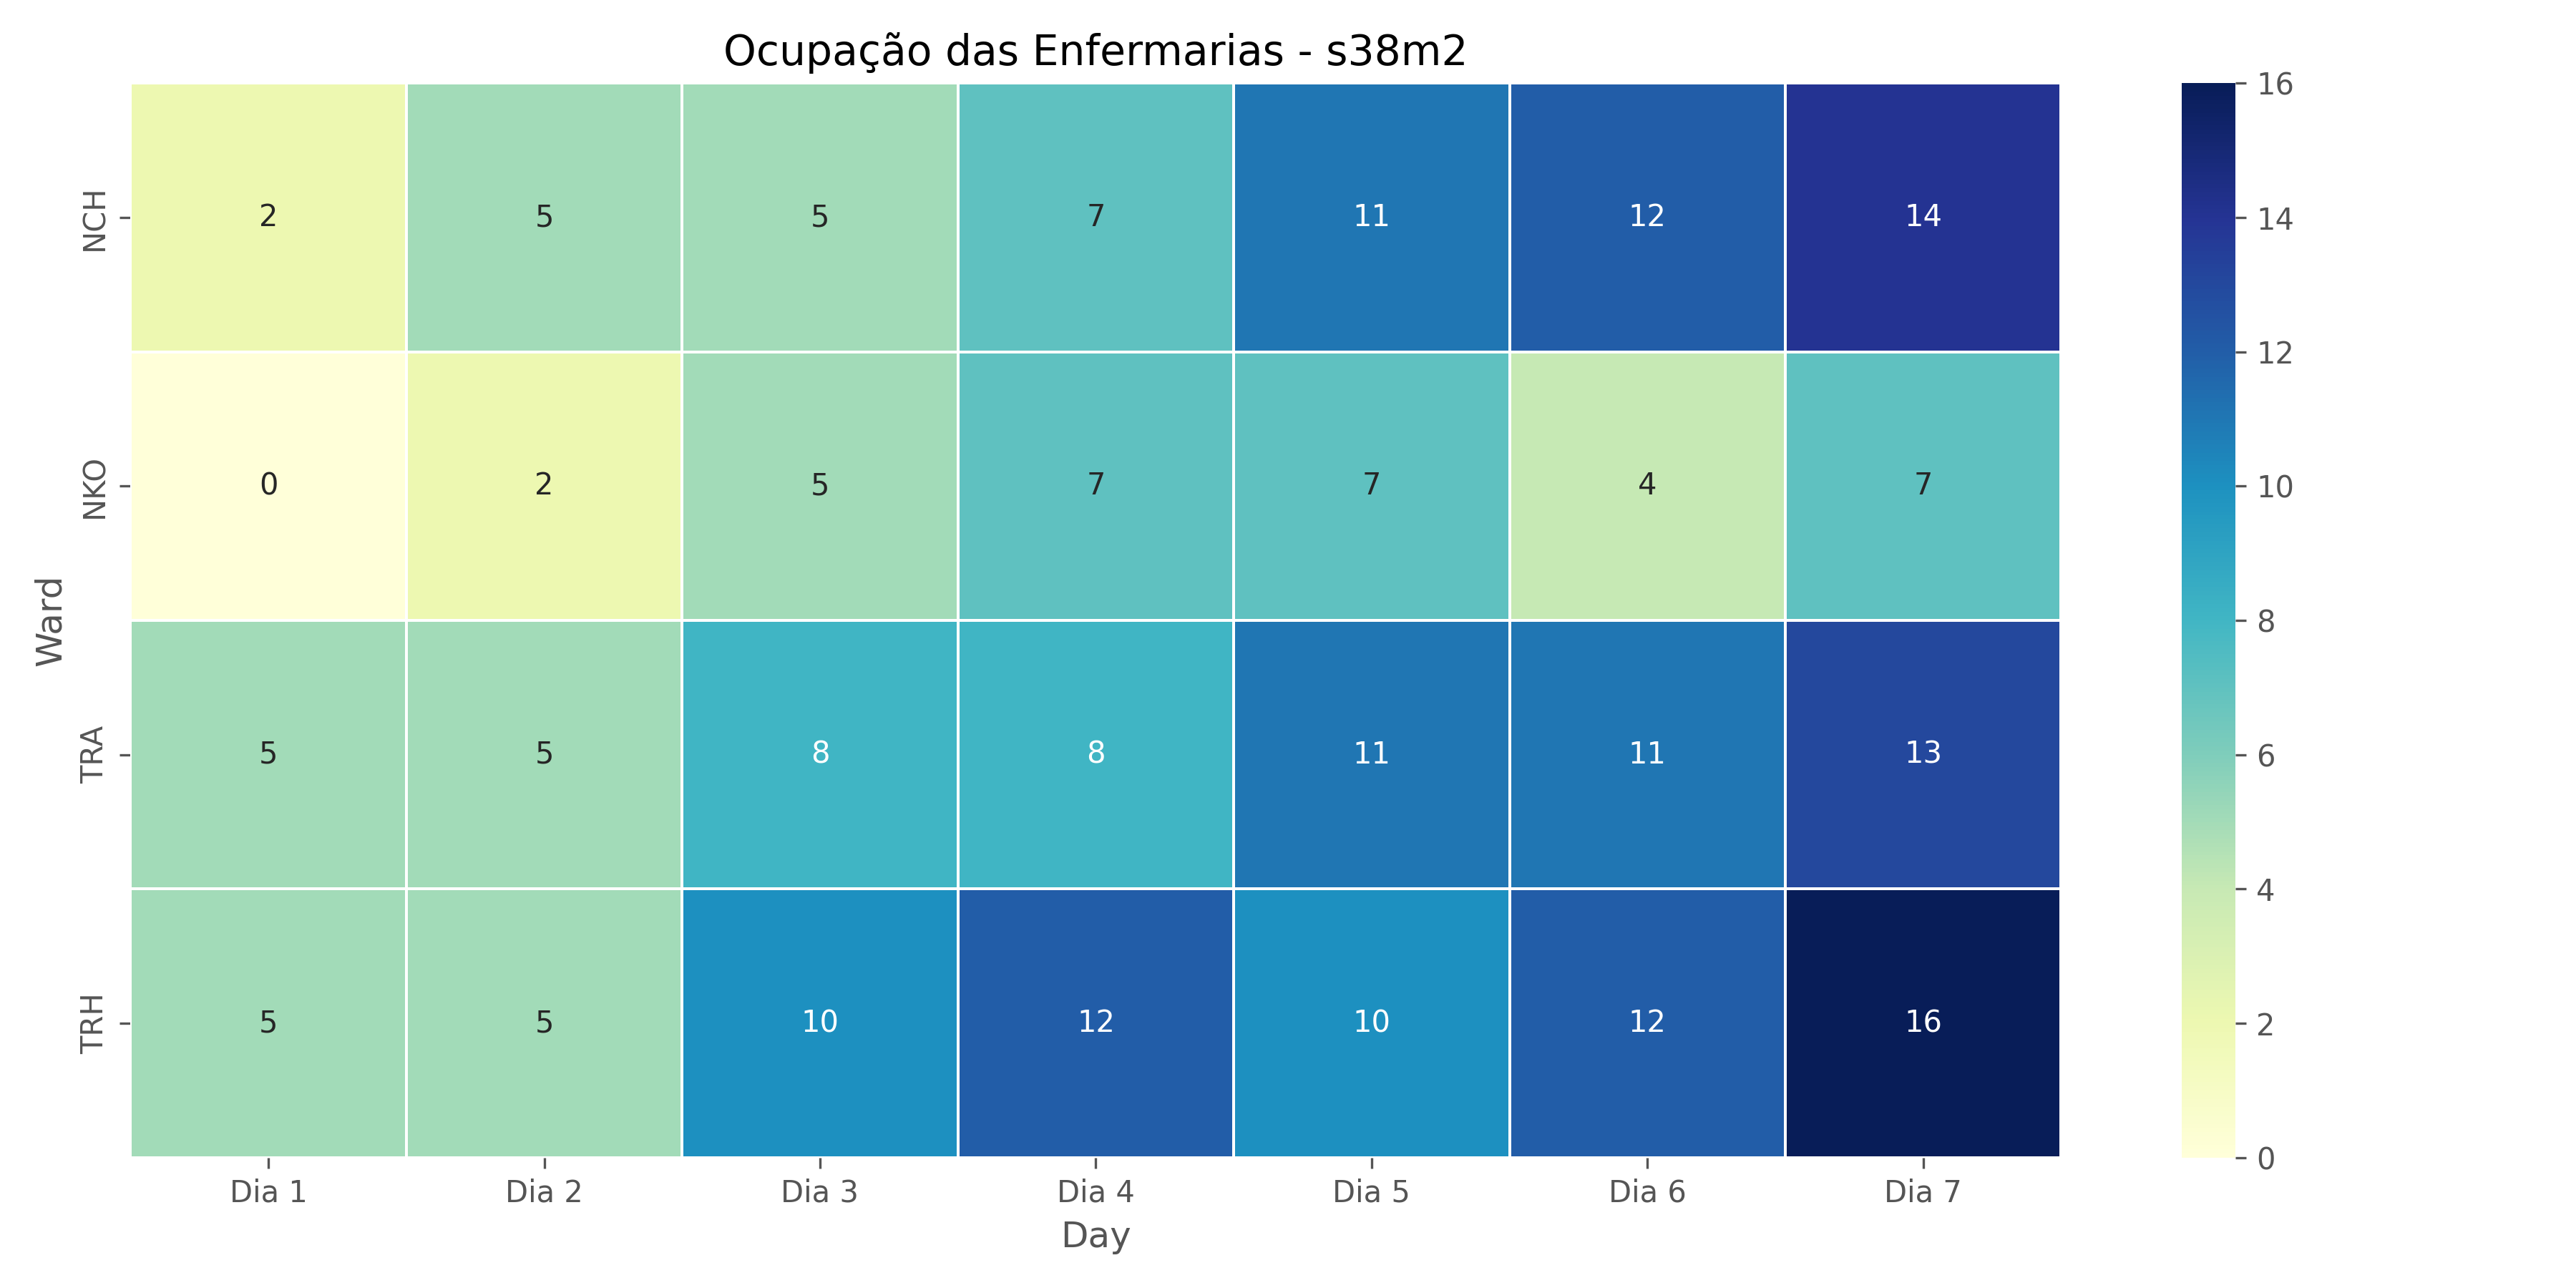 Ocupação das Enfermarias - s38m2
NCH 2 5 5 7 11 12 14
NKO 0 2 5 7 7 4 7
TRA 5 5 8 8 11 11 13
TRH 5 5 10 12 10 12 16
Ward
Dia 1 Dia 2 Dia 3 Dia 4 Dia 5 Dia 6 Dia 7
Day
16
14
12
10
8
6
4
2
0